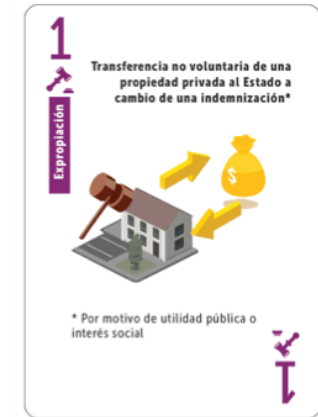 1
Transferencia no voluntaria de una
propiedad privada al Estado a
cambio de una indemnización*
Expropiación
$
* Por motivo de utilidad pública o
interés social
1